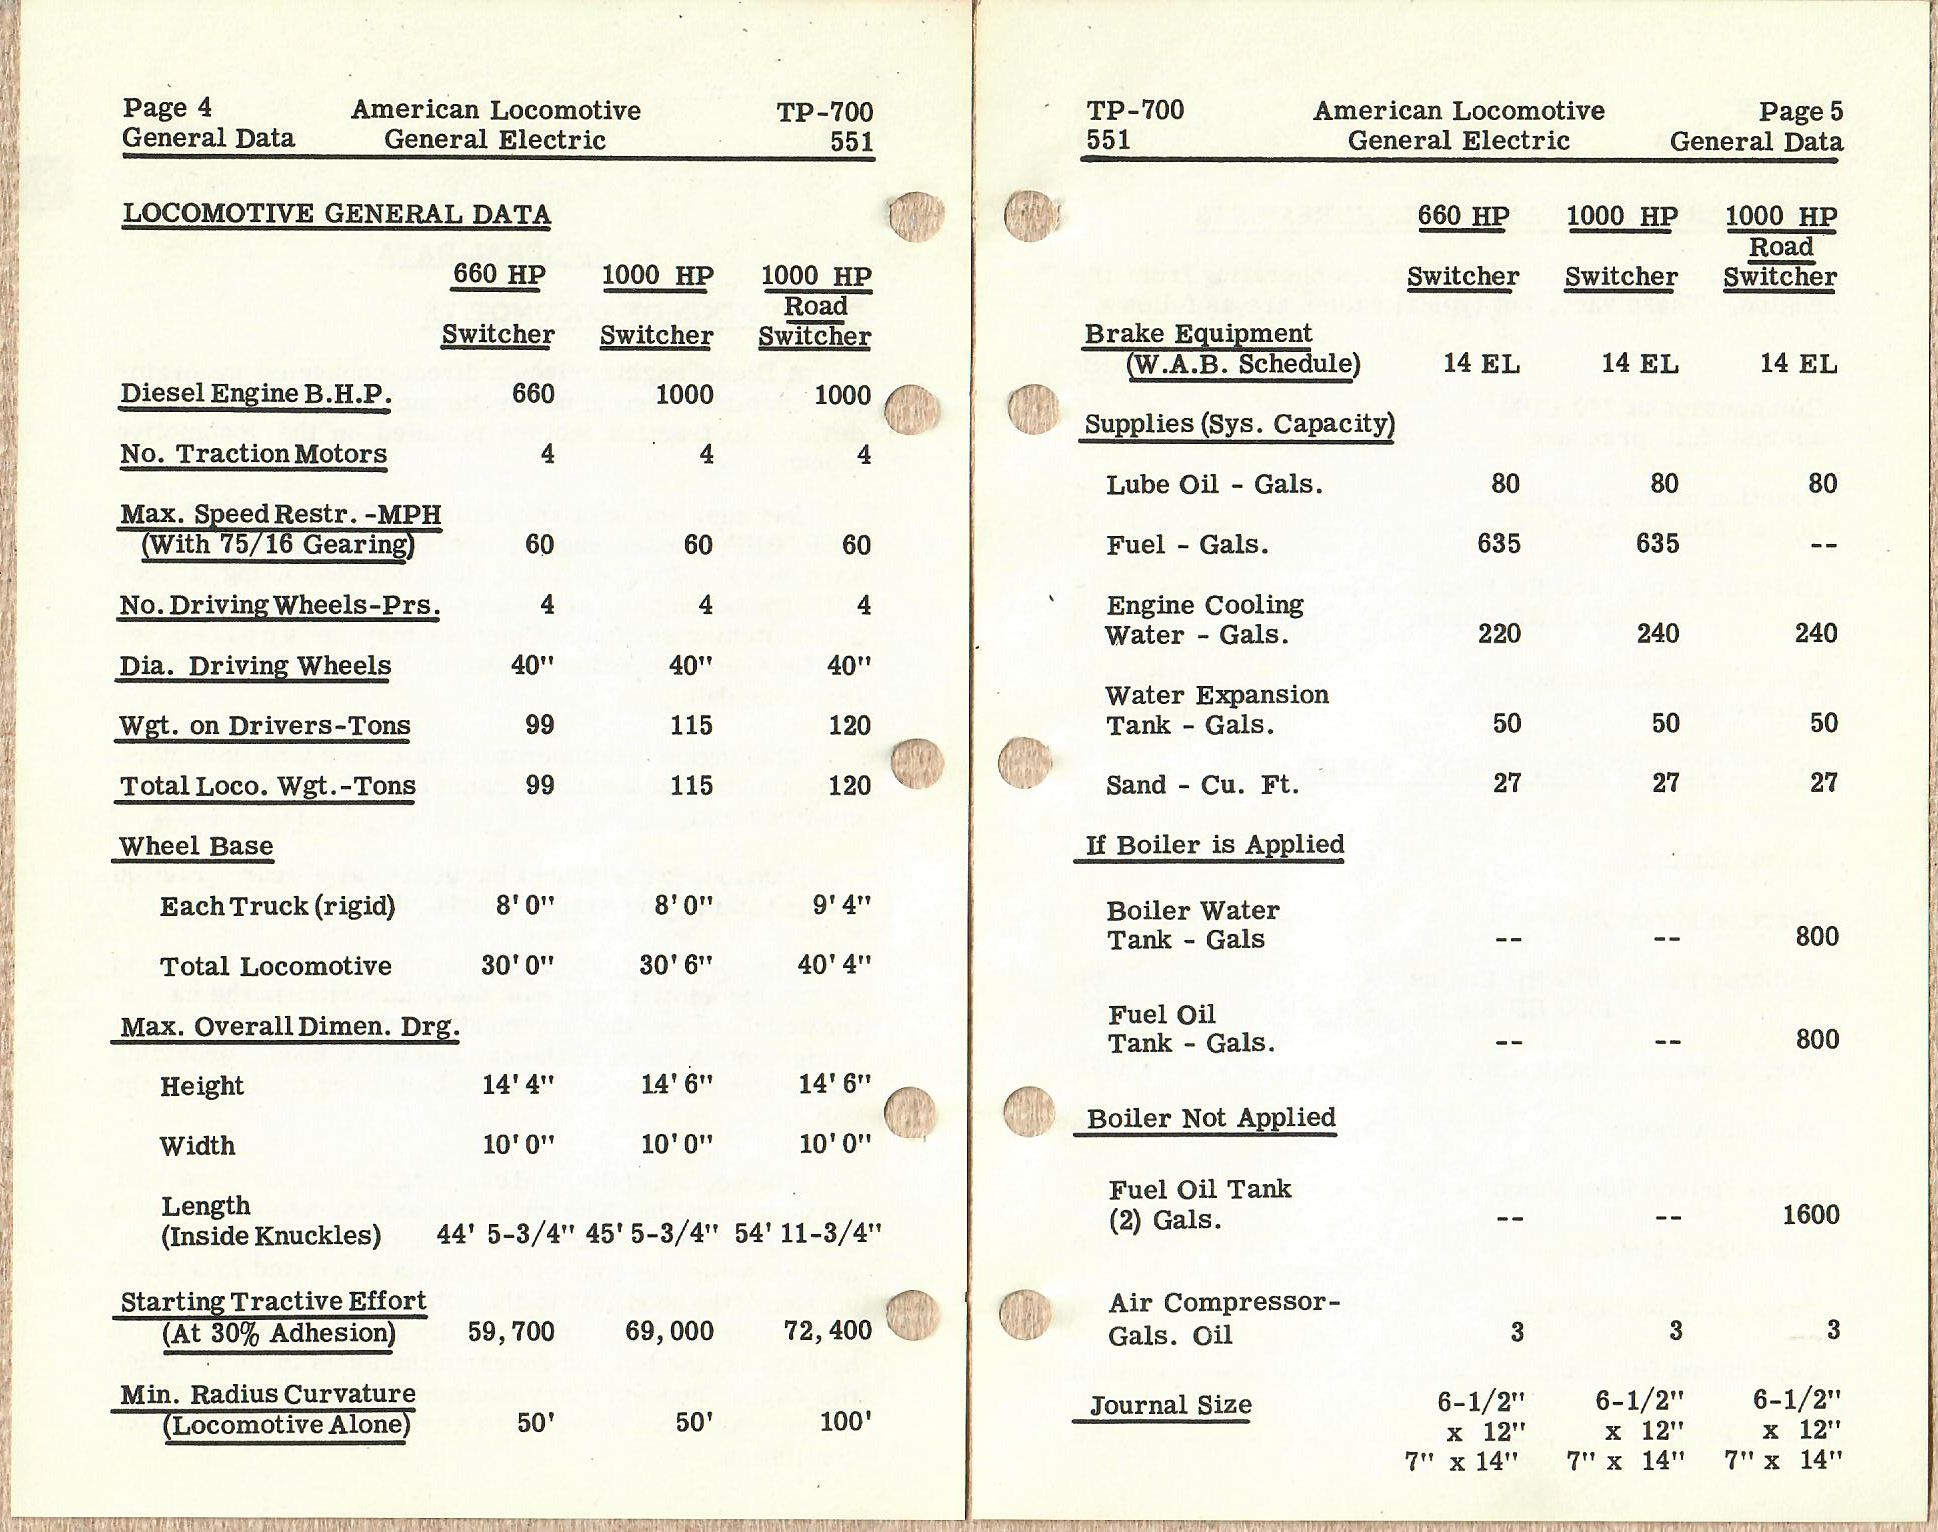 Page 4 American Locomotive TP-700
General Data General Electric 551
LOCOMOTIVE GENERAL DATA
660 HP 1000 HP 1000 HP
Road
Switcher Switcher Switcher
Diesel Engine B.H.P. 660 1000 1000
No. Traction Motors 4 4 4
Max. Speed Restr. -MPH
(With 75/16 Gearing) 60 60 60
No. Driving Wheels-Prs. 4 4 4
Dia. Driving Wheels 40" 40" 40"
Wgt. on Drivers-Tons 99 115 120
Total Loco. Wgt.-Tons 99 115 120
Wheel Base
Each Truck (rigid) 8' 0" 8' 0" 9' 4"
Total Locomotive 30' 0" 30' 6" 40' 4"
Max. Overall Dimen. Drg.
Height 14' 4" 14' 6" 14' 6"
Width 10' 0" 10' 0" 10' 0"
Length
(Inside Knuckles) 44' 5-3/4" 45' 5-3/4" 54' 11-3/4"
Starting Tractive Effort
(At 30% Adhesion) 59,700 69,000 72,400
Min. Radius Curvature
(Locomotive Alone) 50' 50' 100'
TP-700 American Locomotive Page 5
551 General Electric General Data
660 HP 1000 HP 1000 HP
Road
Switcher Switcher Switcher
Brake Equipment
(W.A.B. Schedule) 14 EL 14 EL 14 EL
Supplies (Sys. Capacity)
Lube Oil - Gals. 80 80 80
Fuel - Gals. 635 635 --
Engine Cooling
Water - Gals. 220 240 240
Water Expansion
Tank - Gals. 50 50 50
Sand - Cu. Ft. 27 27 27
If Boiler is Applied
Boiler Water
Tank - Gals -- -- 800
Fuel Oil
Tank - Gals. -- -- 800
Boiler Not Applied
Fuel Oil Tank
(2) Gals. -- -- 1600
Air Compressor-
Gals. Oil 3 3 3
Journal Size 6-1/2" 6-1/2" 6-1/2"
x 12" x 12" x 12"
7" x 14" 7" x 14" 7" x 14"